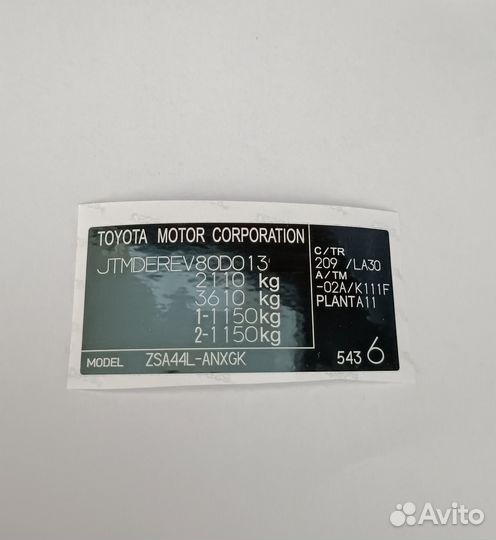 TOYOTA MOTOR CORPORATION
JTMDEREV80D013
2110 kg
3610 kg
1-1150kg
2-1150kg
MODEL ZSA44L-ANXGK
C/TR
209 /LA30
A/TM
-02A/K111F
PLANTA11
543 6
Avito